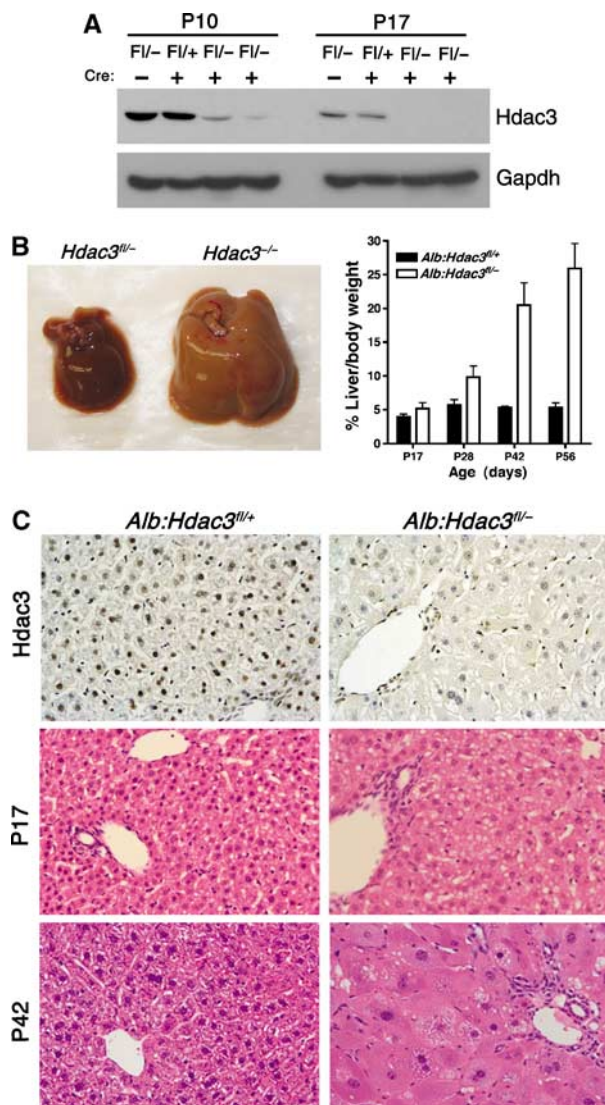 A
P10 P17
Fl/– Fl/+ Fl/– Fl/– Fl/– Fl/+ Fl/– Fl/–
Cre: – + + + – + + +
Hdac3
Gapdh
B
Hdac3fl/– Hdac3–/–
% Liver/body weight
30
25
20
15
10
5
0
Alb:Hdac3fl/+
Alb:Hdac3fl/–
P17 P28 P42 P56
Age (days)
C
Alb:Hdac3fl/+ Alb:Hdac3fl/–
Hdac3
P17
P42